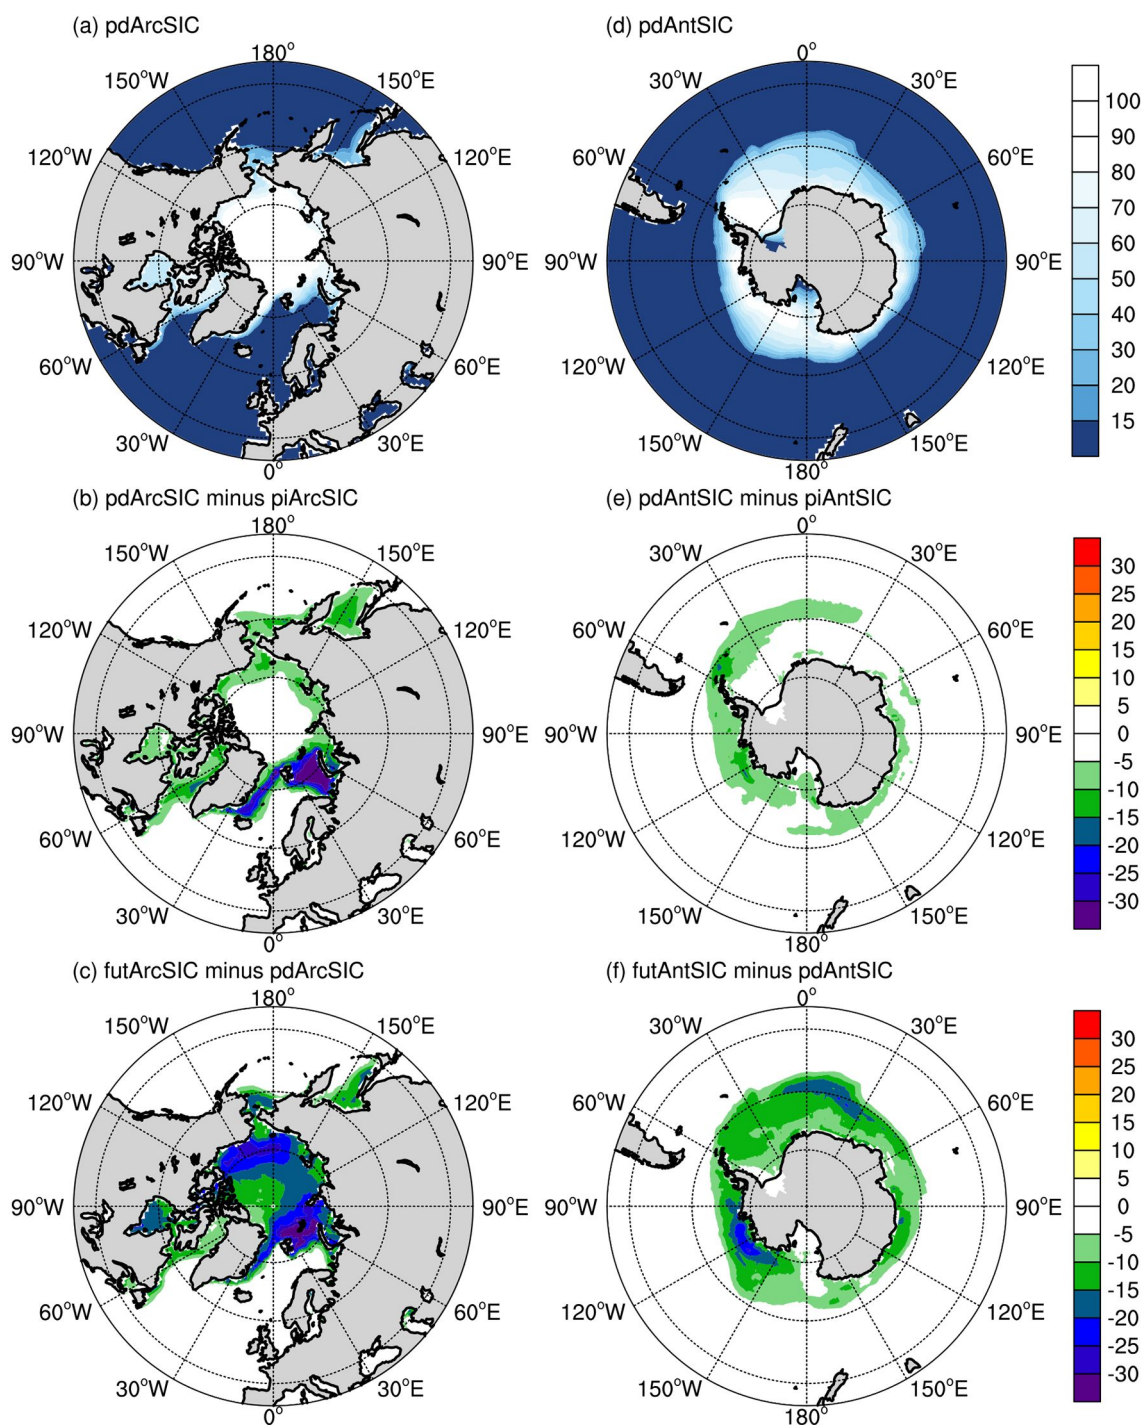 (a) pdArcSIC
180°
150°W
150°E
120°W
120°E
90°W
90°E
60°W
60°E
30°W
30°E
0°
(d) pdAntSIC
0°
30°W
30°E
60°W
60°E
90°W
90°E
120°W
120°E
150°W
150°E
180°
100
90
80
70
60
50
40
30
20
15
(b) pdArcSIC minus piArcSIC
180°
150°W
150°E
120°W
120°E
90°W
90°E
60°W
60°E
30°W
30°E
0°
(e) pdAntSIC minus piAntSIC
0°
30°W
30°E
60°W
60°E
90°W
90°E
120°W
120°E
150°W
150°E
180°
30
25
20
15
10
5
0
-5
-10
-15
-20
-25
-30
(c) futArcSIC minus pdArcSIC
180°
150°W
150°E
120°W
120°E
90°W
90°E
60°W
60°E
30°W
30°E
0°
(f) futAntSIC minus pdAntSIC
0°
30°W
30°E
60°W
60°E
90°W
90°E
120°W
120°E
150°W
150°E
180°
30
25
20
15
10
5
0
-5
-10
-15
-20
-25
-30